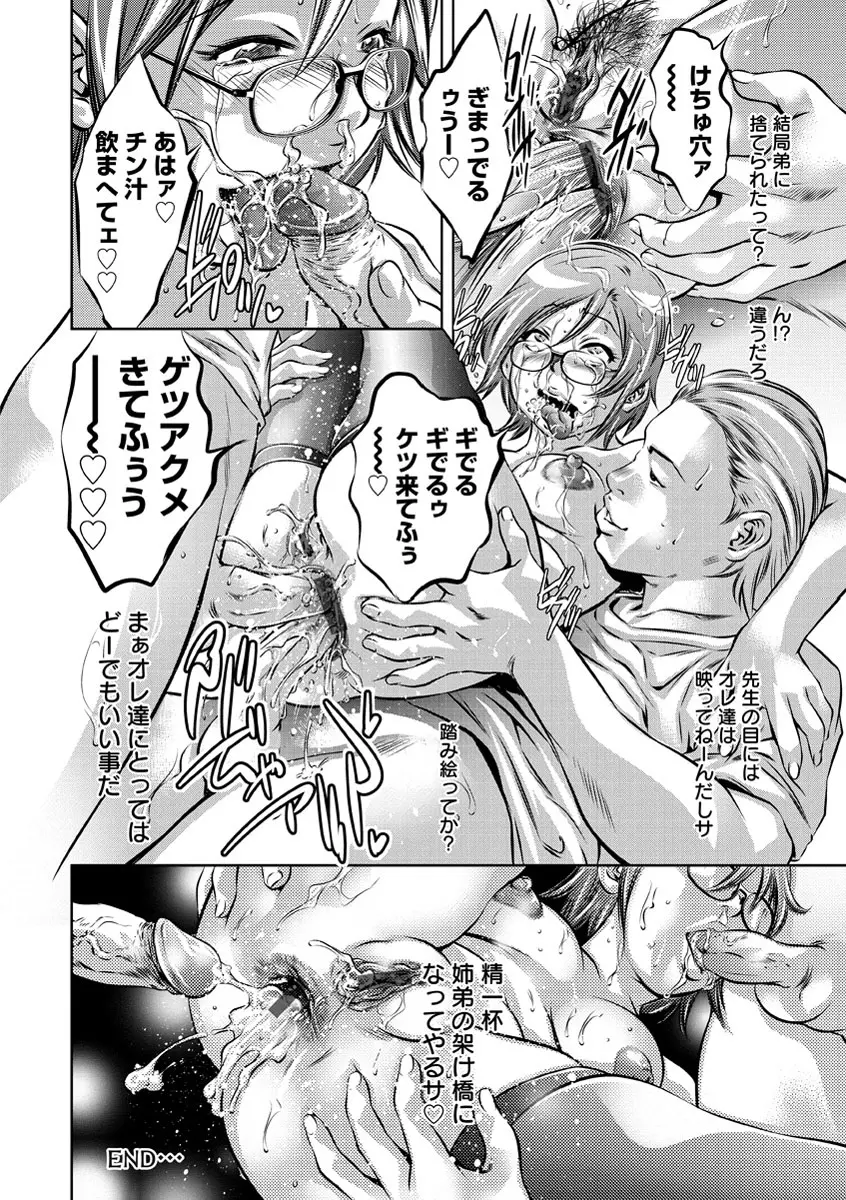 けちゅ穴ァ
〜〜
結局弟に
捨てられたって？
ん!?
違うだろ
ぎまっでる
ゥうー♡
あはァ♡
チン汁
飲まへてェ♡♡
ギでる
ギでるゥ
ケツ来てふぅ
〜♡
ゲツアクメ
きてふぅう
――〜♡♡♡
先生の目には
オレ達は
映ってねーんだしサ
踏み絵ってか？
まぁオレ達にとっては
どーでもいい事だ
精一杯
姉弟の架け橋に
なってやるサ♡
END…